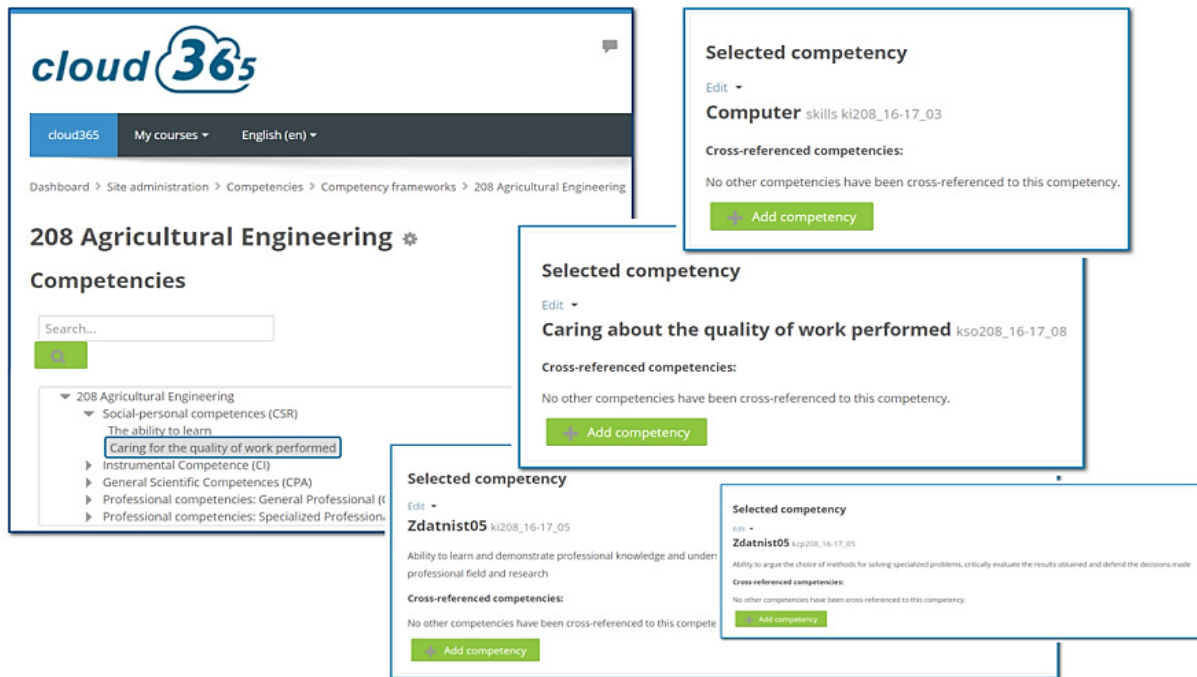 cloud 365
cloud365 My courses English (en)
Dashboard > Site administration > Competencies > Competency frameworks > 208 Agricultural Engineering
208 Agricultural Engineering
Competencies
Search...
208 Agricultural Engineering
Social-personal competences (CSR)
The ability to learn
Caring for the quality of work performed
Instrumental Competence (CI)
General Scientific Competences (CPA)
Professional competencies: General Professional (
Professional competencies: Specialized Profession
Selected competency
Edit
Computer skills ki208_16-17_03
Cross-referenced competencies:
No other competencies have been cross-referenced to this competency.
Add competency
Selected competency
Edit
Caring about the quality of work performed kso208_16-17_08
Cross-referenced competencies:
No other competencies have been cross-referenced to this competency.
Add competency
Selected competency
Edit
Zdatnist05 ki208_16-17_05
Ability to learn and demonstrate professional knowledge and unders
professional field and research
Cross-referenced competencies:
No other competencies have been cross-referenced to this compete
Add competency
Selected competency
Edit
Zdatnist05 kzp208_16-17_05
Ability to argue the choice of methods for solving specialized problems, critically evaluate the results obtained and defend the decisions made
Cross-referenced competencies:
No other competencies have been cross-referenced to this competency.
Add competency